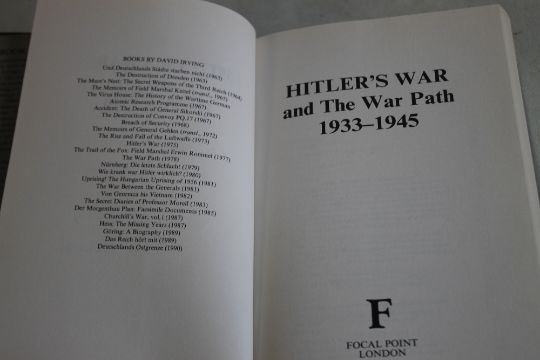 BOOKS BY DAVID IRVING
Und Deutschlands Städte starben nicht (1963)
The Destruction of Dresden (1963)
The Mare's Nest: The Secret Weapons of the Third Reich (1964)
The Memoirs of Field Marshal Keitel (transl., 1965)
The Virus House: The History of the Wartime German
Atomic Research Programme (1967)
Accident: The Death of General Sikorski (1967)
The Destruction of Convoy PQ.17 (1967)
Breach of Security (1968)
The Memoirs of General Gehlen (transl., 1972)
The Rise and Fall of the Luftwaffe (1973)
Hitler's War (1975)
The Trail of the Fox: Field Marshal Erwin Rommel (1977)
The War Path (1978)
Nürnberg: Die letzte Schlacht (1979)
Wie krank war Hitler wirklich? (1980)
Uprising! The Hungarian Uprising of 1956 (1981)
The War Between the Generals (1981)
Von Guernica bis Vietnam (1982)
The Secret Diaries of Professor Morell (1983)
Der Morgenthau Plan: Facsimile Documents (1985)
Churchill's War, vol. i (1987)
Hess: The Missing Years (1987)
Göring: A Biography (1989)
Das Reich hört mit (1989)
Deutschlands Ostgrenze (1990)
HITLER'S WAR
and The War Path
1933–1945
F
FOCAL POINT
LONDON